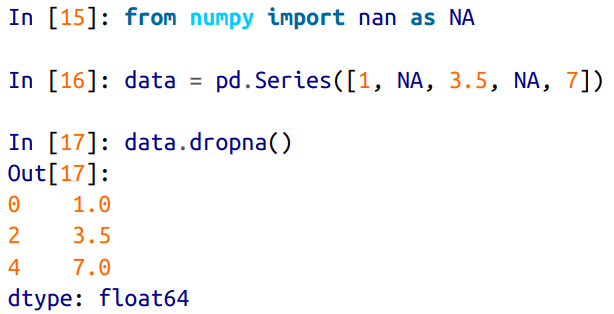 In [15]: from numpy import nan as NA
In [16]: data = pd.Series([1, NA, 3.5, NA, 7])
In [17]: data.dropna()
Out[17]:
0    1.0
2    3.5
4    7.0
dtype: float64